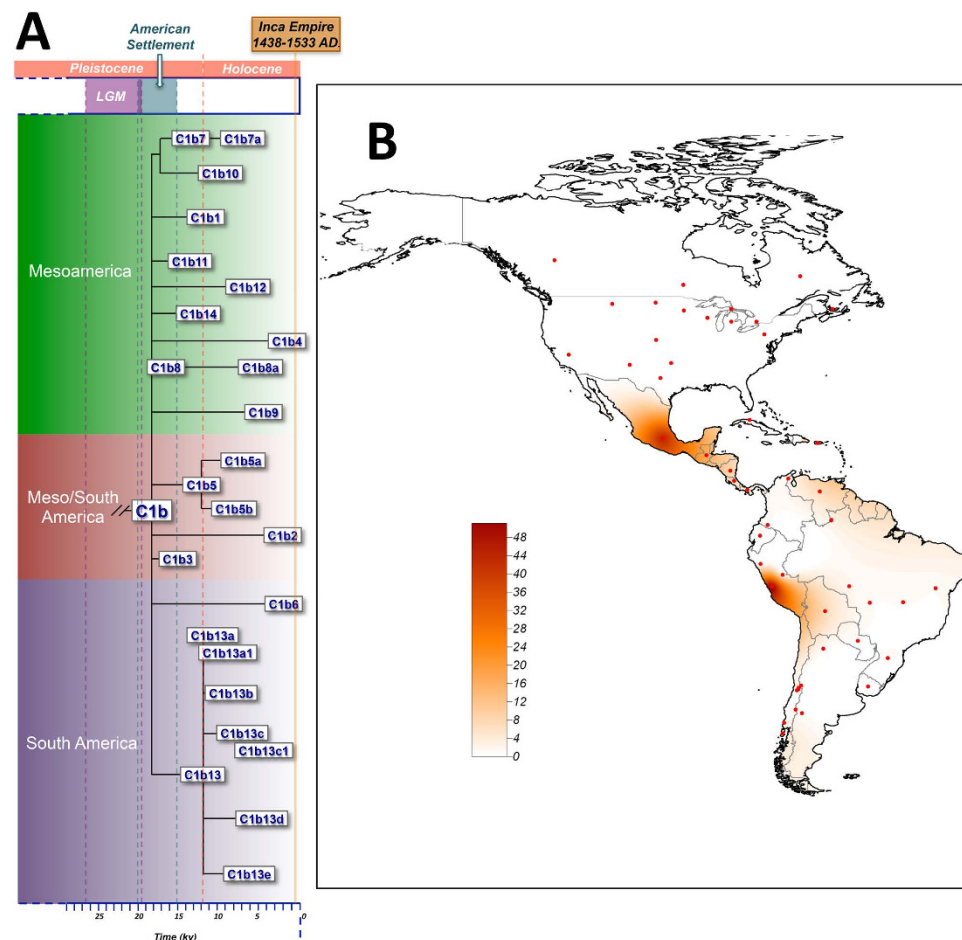 A
American
Settlement
Inca Empire
1438-1533 AD.
Pleistocene
Holocene
LGM
B
C1b7
C1b7a
C1b10
C1b1
Mesoamerica
C1b11
C1b12
C1b14
C1b4
C1b8
C1b8a
C1b9
C1b5a
C1b5
Meso/South
America
C1b5b
C1b
C1b2
C1b3
C1b6
C1b13a
C1b13a1
C1b13b
C1b13c
South America
C1b13c1
C1b13
C1b13d
C1b13e
25
20
15
10
5
0
Time (ky)
48
44
40
36
32
28
24
20
16
12
8
4
0